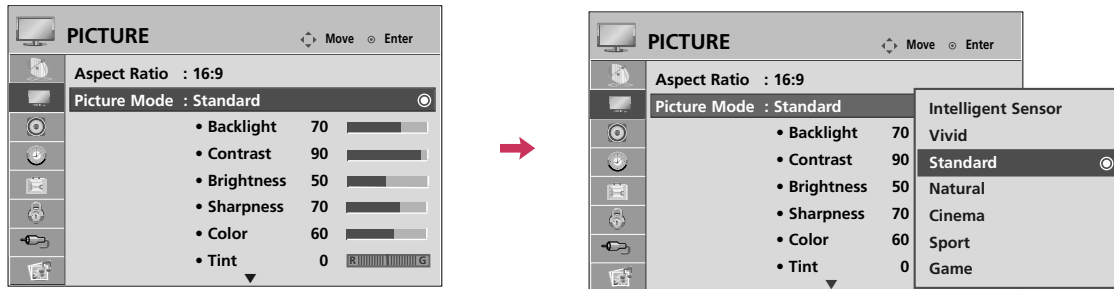 PICTURE
Move Enter
Aspect Ratio : 16:9
Picture Mode : Standard
• Backlight 70
• Contrast 90
• Brightness 50
• Sharpness 70
• Color 60
• Tint 0 R G
PICTURE
Move Enter
Aspect Ratio : 16:9
Picture Mode : Standard
• Backlight 70
• Contrast 90
• Brightness 50
• Sharpness 70
• Color 60
• Tint 0
Intelligent Sensor
Vivid
Standard
Natural
Cinema
Sport
Game